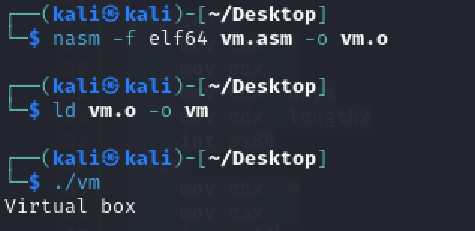 ┌──(kali㉿kali)-[~/Desktop]
└─$ nasm -f elf64 vm.asm -o vm.o
┌──(kali㉿kali)-[~/Desktop]
└─$ ld vm.o -o vm
┌──(kali㉿kali)-[~/Desktop]
└─$ ./vm
Virtual box